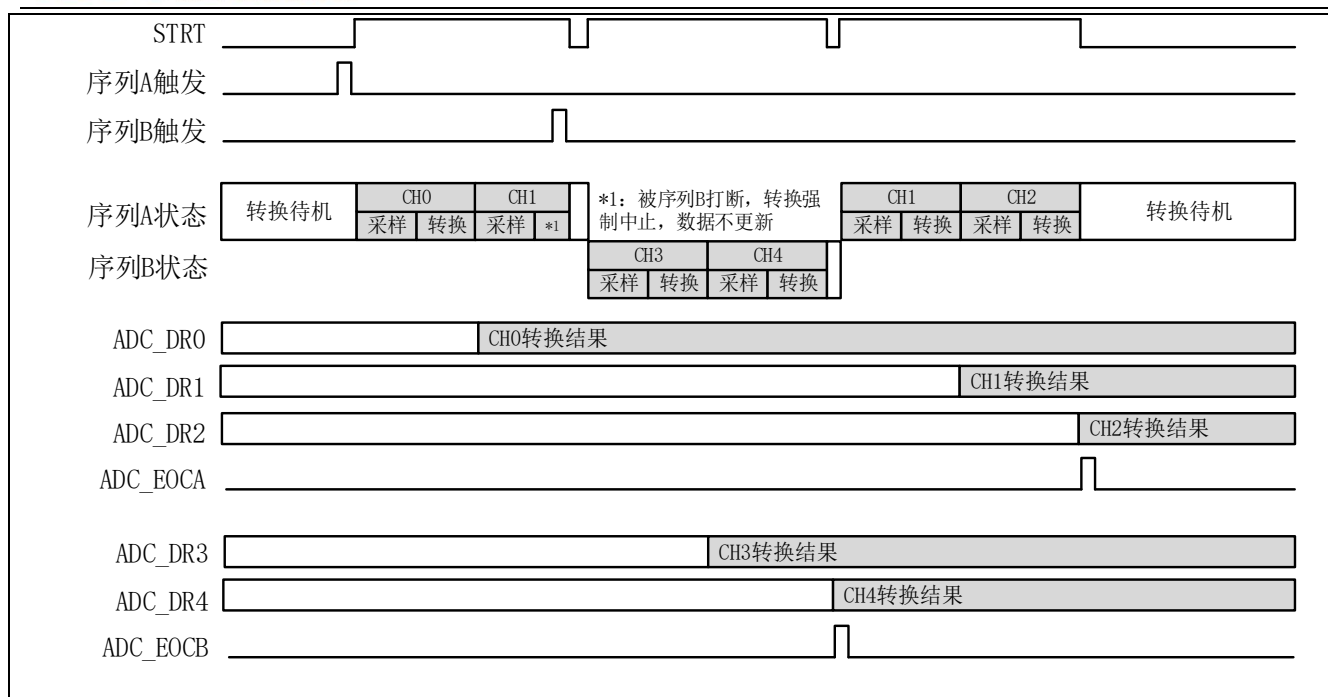 STRT
序列A触发
序列B触发
序列A状态
转换待机
CH0
CH1
采样 转换 采样 *1
*1：被序列B打断，转换强
制中止，数据不更新
CH1
CH2
采样 转换 采样 转换
转换待机
序列B状态
CH3
CH4
采样 转换 采样 转换
ADC_DR0
CH0转换结果
ADC_DR1
CH1转换结果
ADC_DR2
CH2转换结果
ADC_EOCA
ADC_DR3
CH3转换结果
ADC_DR4
CH4转换结果
ADC_EOCB